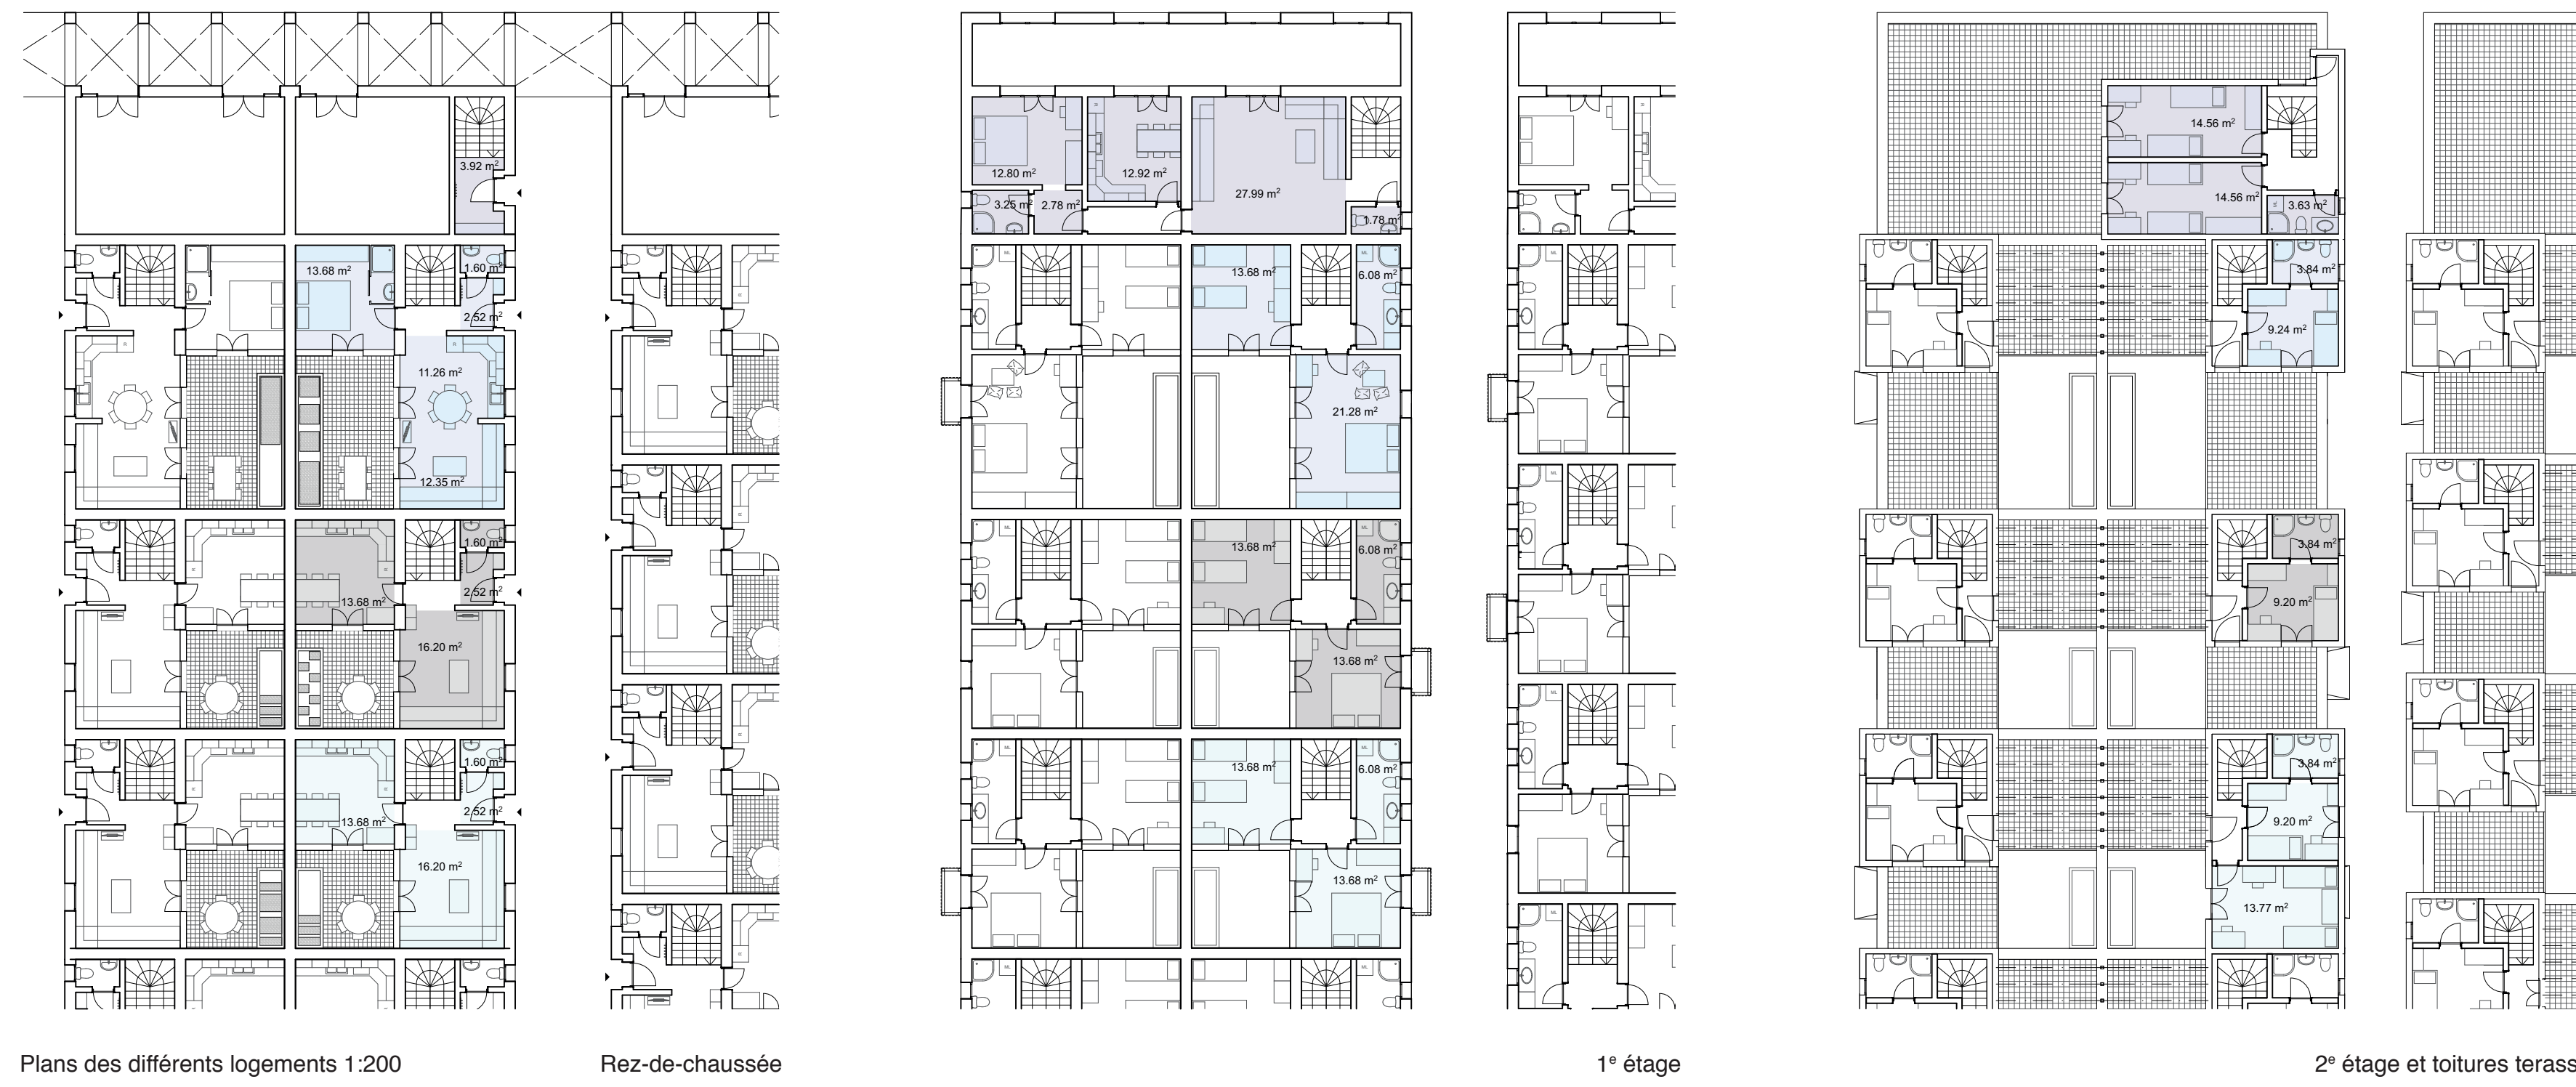 3.92 m²
13.68 m²
1.60 m²
2.52 m²
11.26 m²
12.35 m²
1.60 m²
2.52 m²
13.68 m²
16.20 m²
1.60 m²
2.52 m²
13.68 m²
16.20 m²
12.80 m²
12.92 m²
27.99 m²
3.25 m²
2.78 m²
1.78 m²
13.68 m²
6.08 m²
21.28 m²
13.68 m²
6.08 m²
13.68 m²
13.68 m²
6.08 m²
13.68 m²
14.56 m²
14.56 m²
3.63 m²
3.84 m²
9.24 m²
3.84 m²
9.20 m²
3.84 m²
9.20 m²
13.77 m²
Plans des différents logements 1:200
Rez-de-chaussée
1ᵉ étage
2ᵉ étage et toitures terass